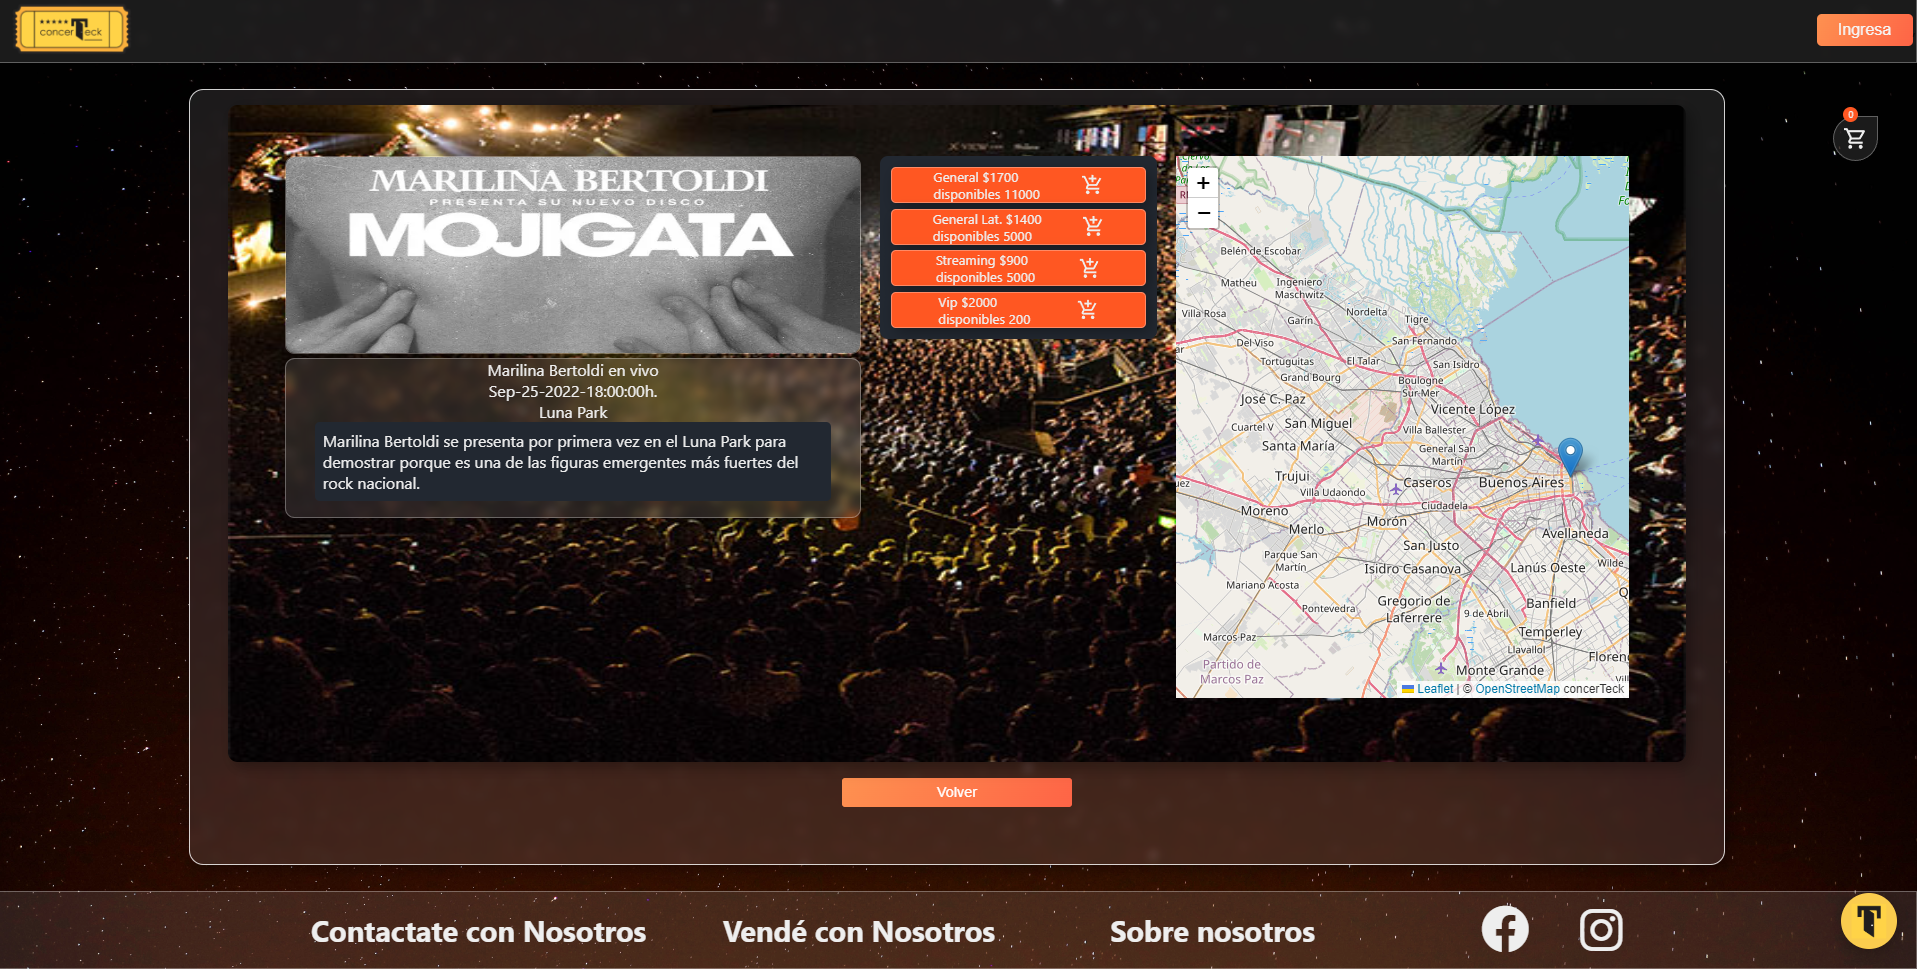 concerTeck
Ingresa
0
MARILINA BERTOLDI
PRESENTA SU NUEVO DISCO
MOJIGATA
Marilina Bertoldi en vivo
Sep-25-2022-18:00:00h.
Luna Park
Marilina Bertoldi se presenta por primera vez en el Luna Park para
demostrar porque es una de las figuras emergentes más fuertes del
rock nacional.
General $1700
disponibles 11000
General Lat. $1400
disponibles 5000
Streaming $900
disponibles 5000
Vip $2000
disponibles 200
+
−
Belén de Escobar
Matheu
Ingeniero
Maschwitz
Villa Rosa
Garín
Nordelta
Tigre
Del Viso
San Fernando
Tortuguitas
El Talar
San Isidro
Grand Bourg
Boulogne
Sur-Mer
José C. Paz
Vicente López
Cuartel V
San Miguel
Villa Ballester
Santa María
General San
Martín
Trujui
Villa Udaondo
Caseros
Buenos Aires
Moreno
Ciudadela
Merlo
Morón
Avellaneda
Parque San
Martín
San Justo
Wilde
Mariano Acosta
Isidro Casanova
Lanús Oeste
Pontevedra
Gregorio de
Laferrere
9 de Abril
Banfield
Marcos Paz
Temperley
Llavallol
Partido de
Marcos Paz
Monte Grande
Leaflet | © OpenStreetMap concerTeck
Volver
Contactate con Nosotros
Vendé con Nosotros
Sobre nosotros